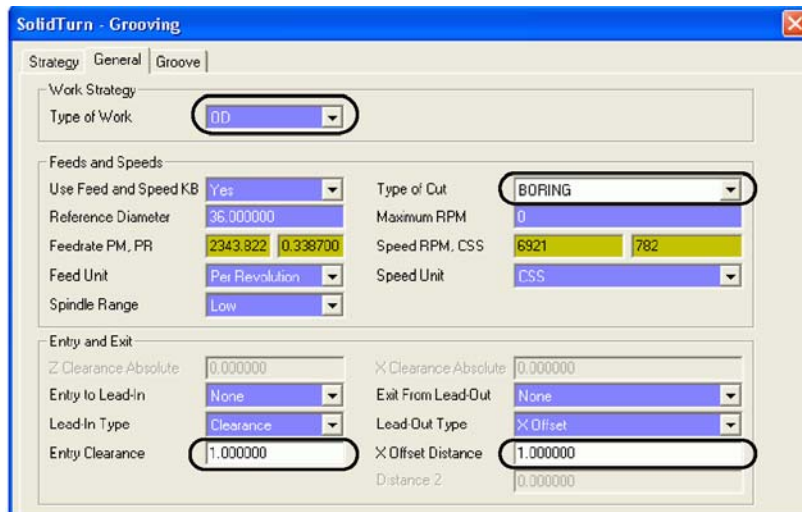 SolidTurn - Grooving
Strategy General Groove
Work Strategy
Type of Work OD
Feeds and Speeds
Use Feed and Speed KB Yes Type of Cut BORING
Reference Diameter 36.000000 Maximum RPM 0
Feedrate PM, PR 2343.822 0.338700 Speed RPM, CSS 6921 782
Feed Unit Per Revolution Speed Unit CSS
Spindle Range Low
Entry and Exit
Z Clearance Absolute 0.000000 X Clearance Absolute 0.000000
Entry to Lead-In None Exit From Lead-Out None
Lead-In Type Clearance Lead-Out Type X Offset
Entry Clearance 1.000000 X Offset Distance 1.000000
Distance 2 0.000000